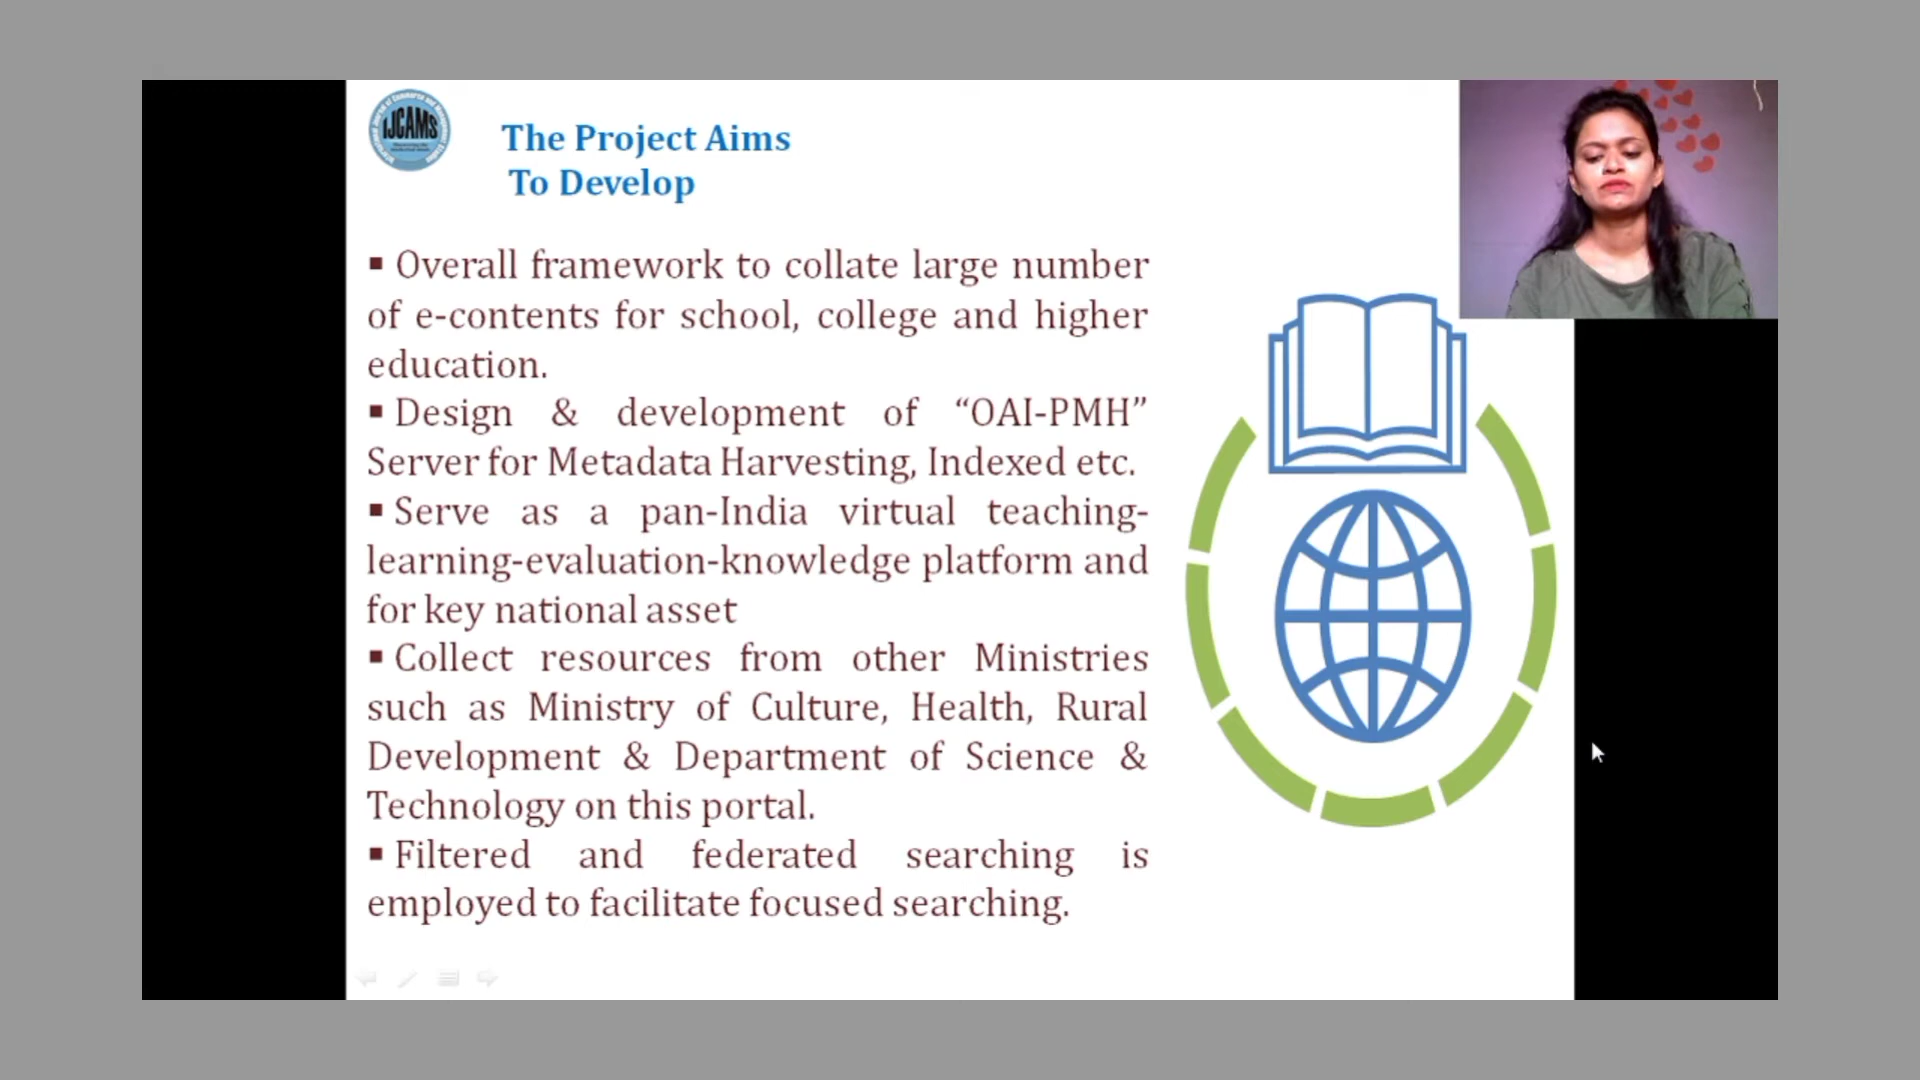 IJCAMS
The Project Aims
To Develop
▪ Overall framework to collate large number
of e-contents for school, college and higher
education.
▪ Design & development of “OAI-PMH”
Server for Metadata Harvesting, Indexed etc.
▪ Serve as a pan-India virtual teaching-
learning-evaluation-knowledge platform and
for key national asset
▪ Collect resources from other Ministries
such as Ministry of Culture, Health, Rural
Development & Department of Science &
Technology on this portal.
▪ Filtered and federated searching is
employed to facilitate focused searching.